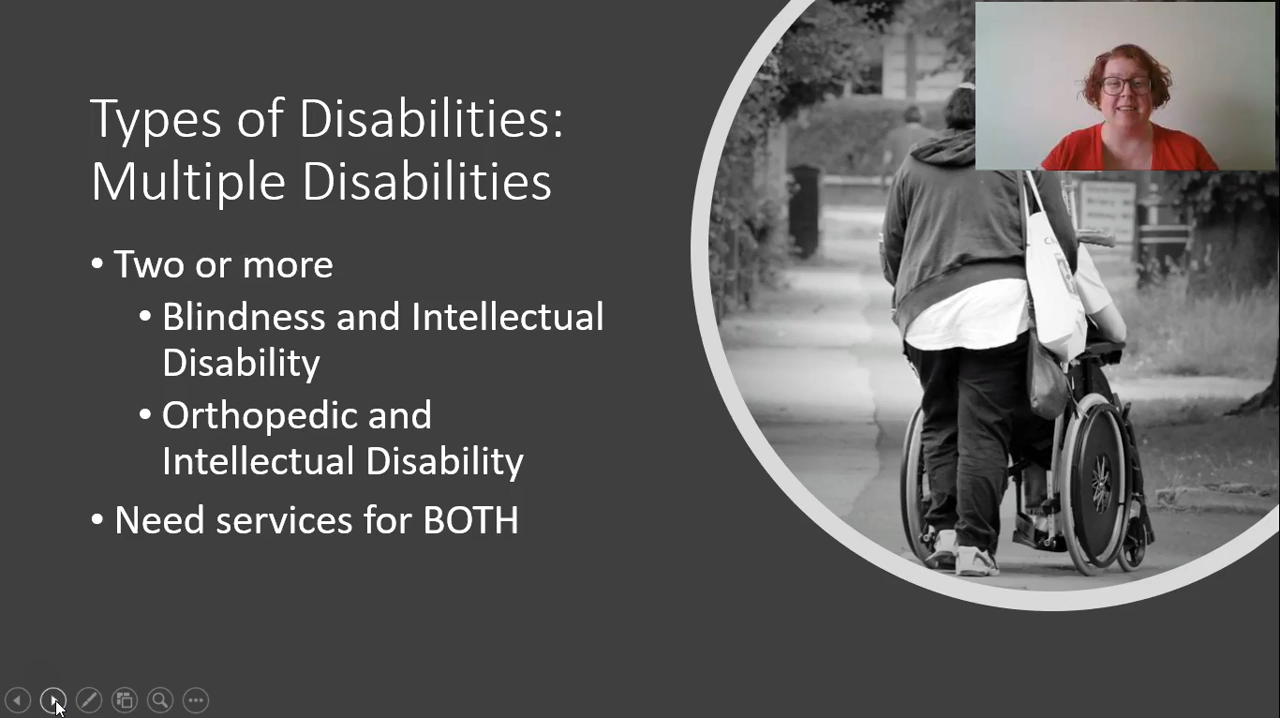 Types of Disabilities:
Multiple Disabilities
• Two or more
• Blindness and Intellectual
Disability
• Orthopedic and
Intellectual Disability
• Need services for BOTH